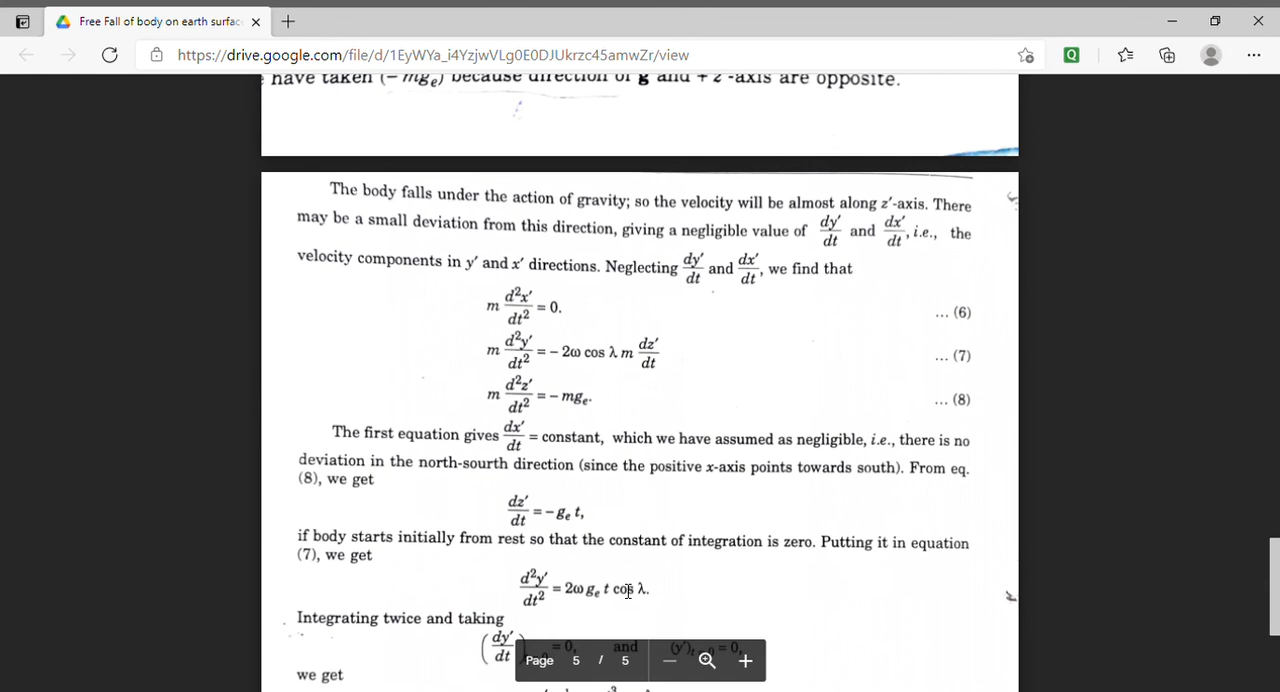 Free Fall of body on earth surfac
https://drive.google.com/file/d/1EyWYa_i4YzjwVLg0E0DJUkrzc45amwZr/view
Q
have taken (– mgₑ) because direction of g and + z -axis are opposite.
The body falls under the action of gravity; so the velocity will be almost along z′-axis. There
may be a small deviation from this direction, giving a negligible value of dy′/dt and dx′/dt, i.e., the
velocity components in y′ and x′ directions. Neglecting dy′/dt and dx′/dt, we find that
m d²x′/dt² = 0. ... (6)
m d²y′/dt² = – 2ω cos λ m dz′/dt ... (7)
m d²z′/dt² = – mgₑ. ... (8)
The first equation gives dx′/dt = constant, which we have assumed as negligible, i.e., there is no
deviation in the north-sourth direction (since the positive x-axis points towards south). From eq.
(8), we get
dz′/dt = – gₑ t,
if body starts initially from rest so that the constant of integration is zero. Putting it in equation
(7), we get
d²y′/dt² = 2ω gₑ t cos λ.
Integrating twice and taking
(dy′/dt) = 0, and (y′)ₜ = 0,
Page 5 / 5
we get